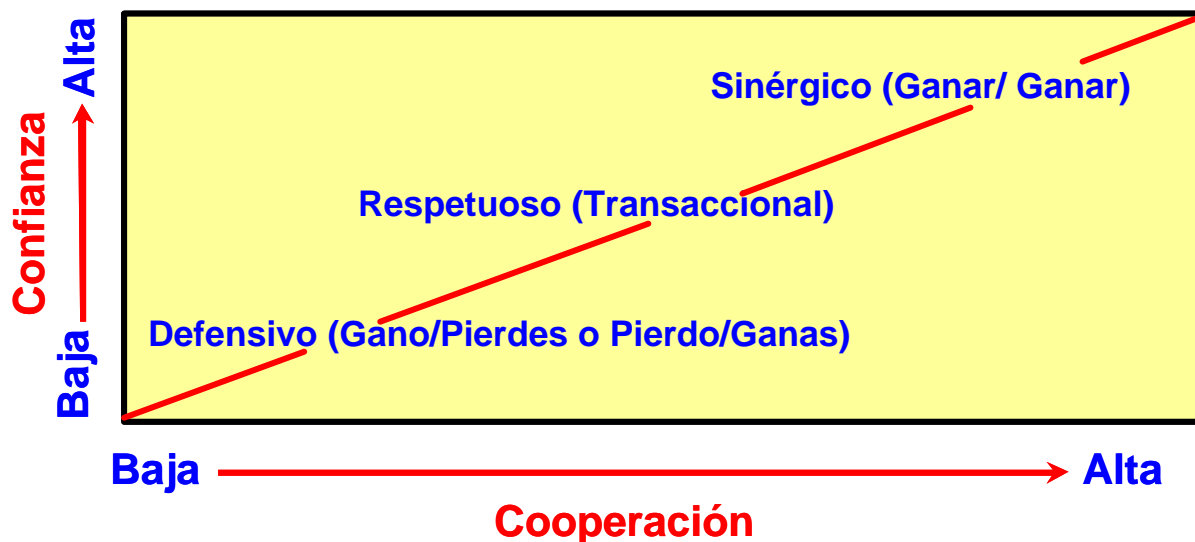 Alta
Sinérgico (Ganar/ Ganar)
Confianza
Respetuoso (Transaccional)
Defensivo (Gano/Pierdes o Pierdo/Ganas)
Baja
Baja
Alta
Cooperación